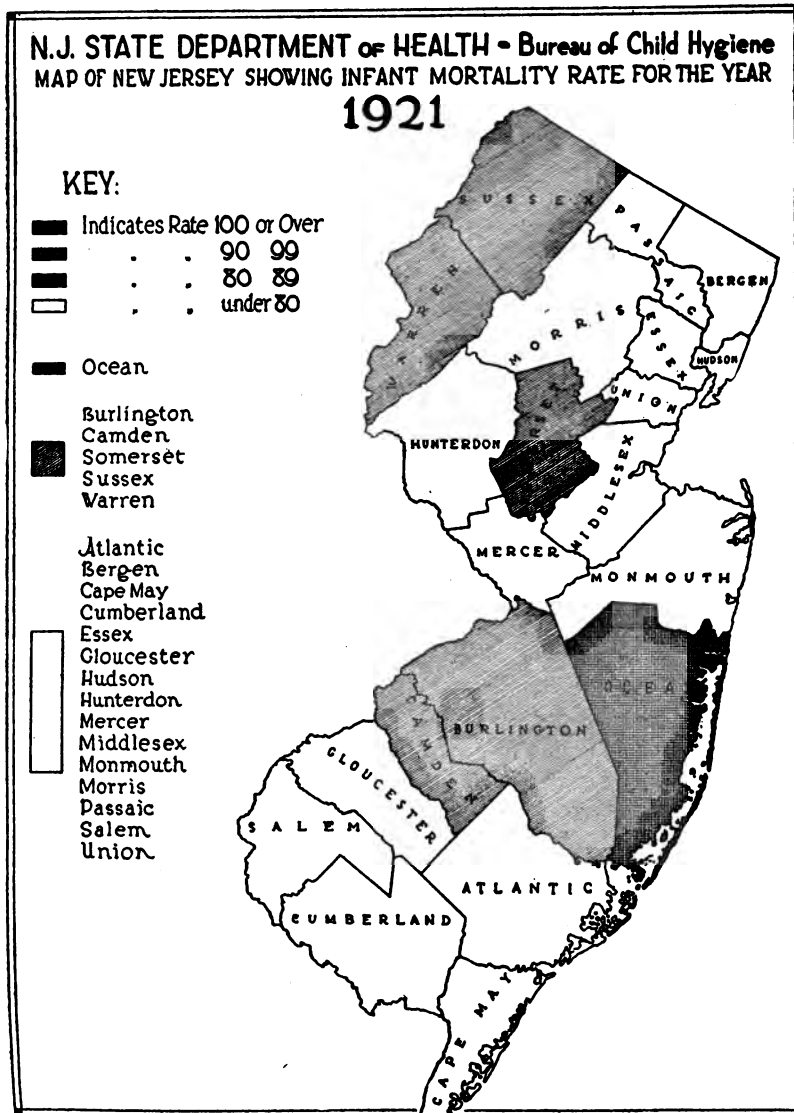 N.J. STATE DEPARTMENT OF HEALTH - Bureau of Child Hygiene
MAP OF NEW JERSEY SHOWING INFANT MORTALITY RATE FOR THE YEAR
1921
KEY:
Indicates Rate 100 or Over
. . 90 99
. . 80 89
. . under 80
Ocean
Burlington
Camden
Somerset
Sussex
Warren
Atlantic
Bergen
Cape May
Cumberland
Essex
Gloucester
Hudson
Hunterdon
Mercer
Middlesex
Monmouth
Morris
Passaic
Salem
Union
SUSSEX
PASSAIC
BERGEN
WARREN
MORRIS
ESSEX
HUDSON
UNION
HUNTERDON
MIDDLESEX
MERCER
MONMOUTH
OCEA
CAMDEN
BURLINGTON
GLOUCESTER
SALEM
ATLANTIC
CUMBERLAND
CAPE MAY